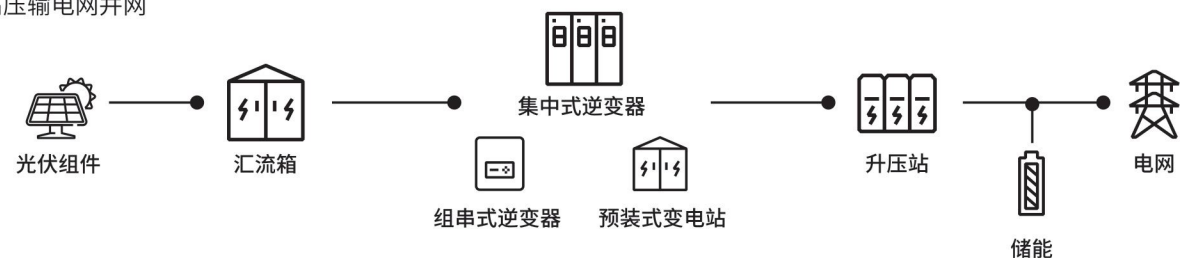 压输电网并网
集中式逆变器
光伏组件
汇流箱
升压站
电网
组串式逆变器
预装式变电站
储能